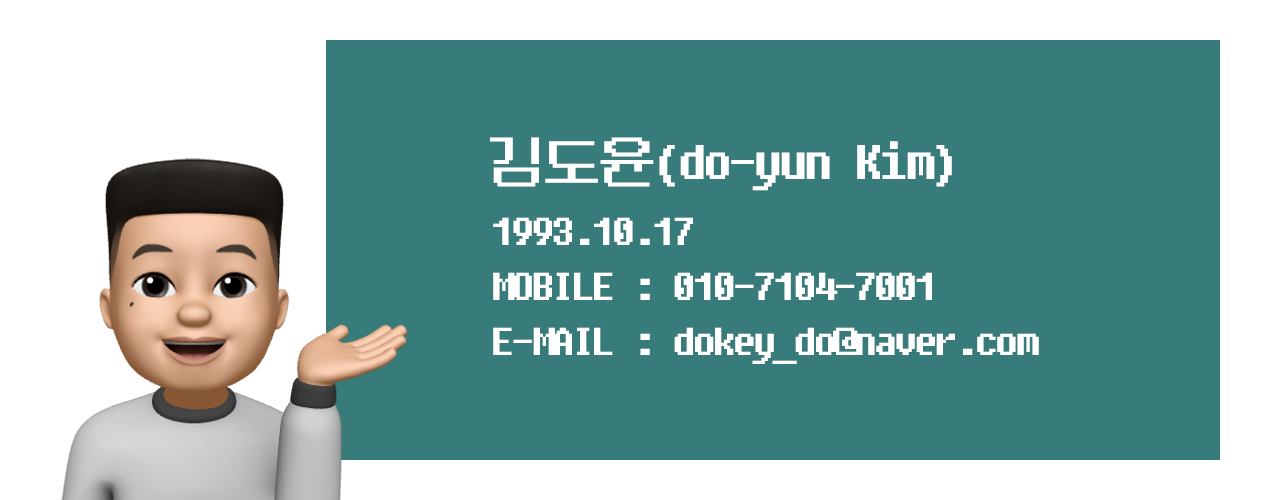 김도윤(do-yun Kim)
1993.10.17
MOBILE : 010-7104-7001
E-MAIL : dokey_do@naver.com